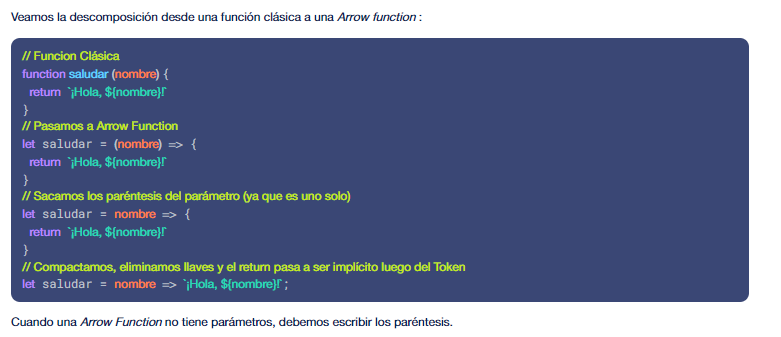 Veamos la descomposición desde una función clásica a una Arrow function :
// Funcion Clásica
function saludar (nombre) {
return `¡Hola, ${nombre}!`
}
// Pasamos a Arrow Function
let saludar = (nombre) => {
return `¡Hola, ${nombre}!`
}
// Sacamos los paréntesis del parámetro (ya que es uno solo)
let saludar = nombre => {
return `¡Hola, ${nombre}!`
}
// Compactamos, eliminamos llaves y el return pasa a ser implícito luego del Token
let saludar = nombre => `¡Hola, ${nombre}!`;
Cuando una Arrow Function no tiene parámetros, debemos escribir los paréntesis.